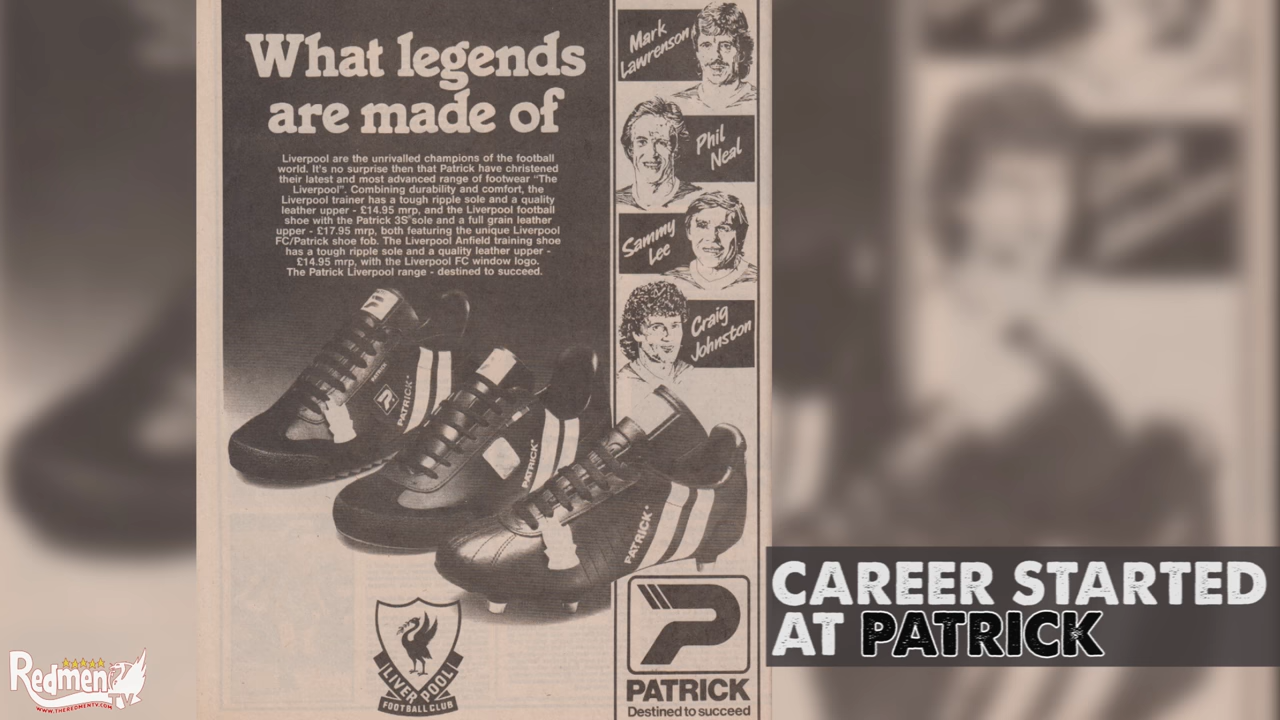 What legends
are made of
Liverpool are the unrivalled champions of the football
world. It's no surprise then that Patrick have christened
their latest and most advanced range of footwear "The
Liverpool". Combining durability and comfort, the
Liverpool trainer has a tough ripple sole and a quality
leather upper - £14.95 mrp, and the Liverpool football
shoe with the Patrick 3S sole and a full grain leather
upper - £17.95 mrp, both featuring the unique Liverpool
FC/Patrick shoe fob. The Liverpool Anfield training shoe
has a tough ripple sole and a quality leather upper -
£14.95 mrp, with the Liverpool FC window logo.
The Patrick Liverpool range - destined to succeed.
Mark
Lawrenson
Phil
Neal
Sammy
Lee
Craig
Johnston
PATRICK
PATRICK
PATRICK
LIVERPOOL
FOOTBALL CLUB
P
PATRICK
Destined to succeed
CAREER STARTED
AT PATRICK
Redmen
TV
WWW.THEREDMENTV.COM